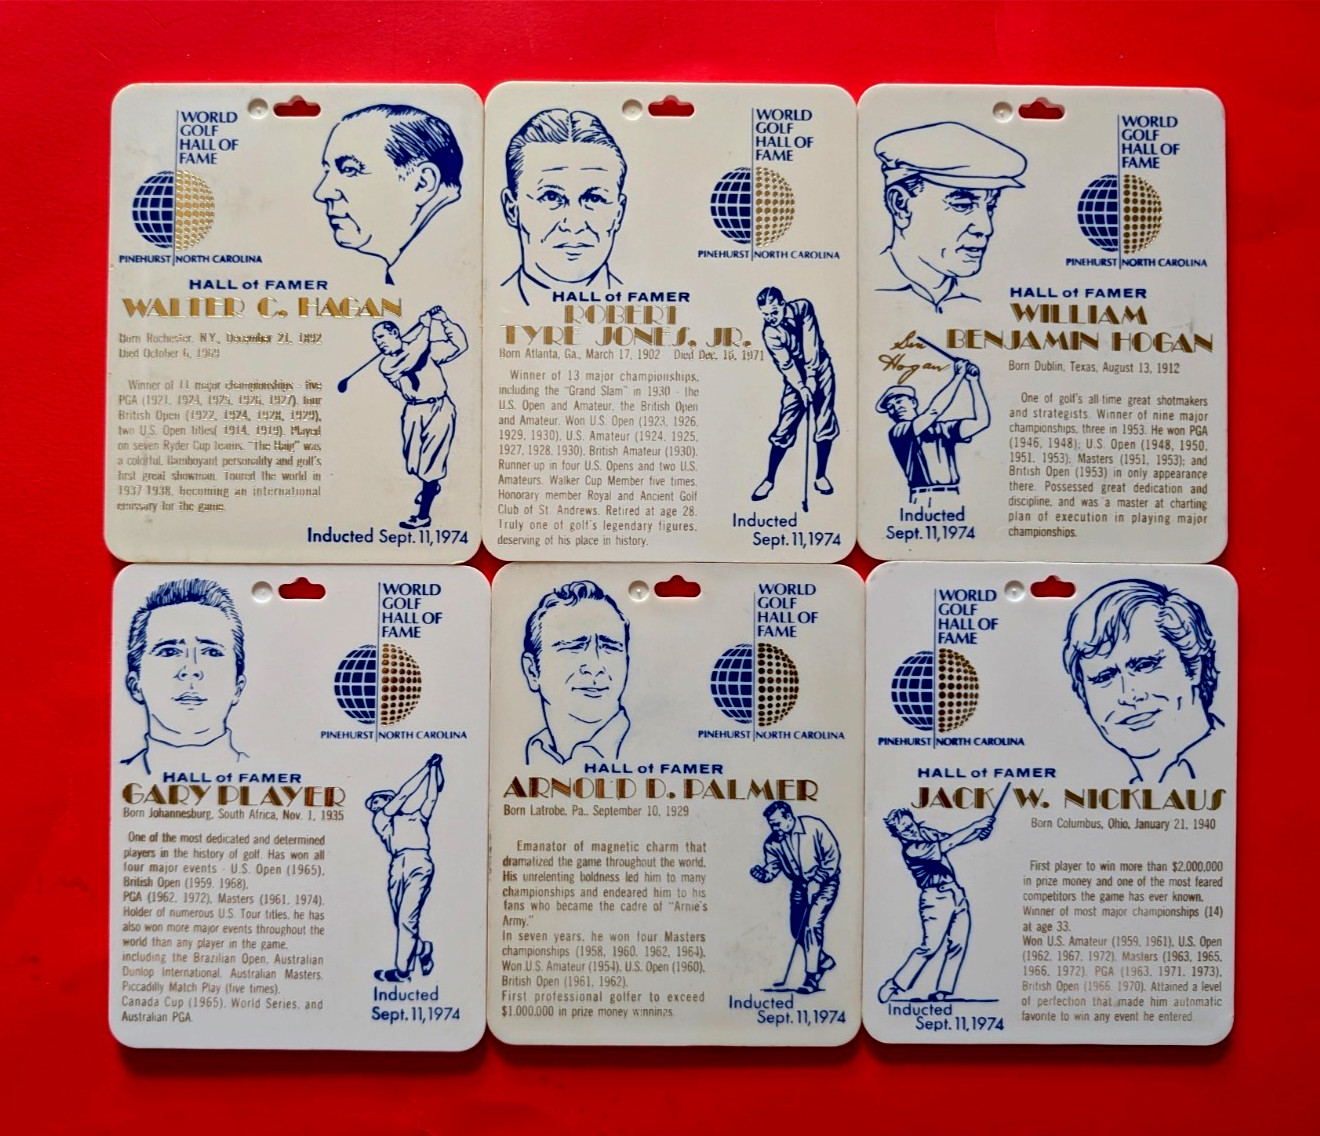 WORLD
GOLF
HALL OF
FAME
PINEHURST NORTH CAROLINA
HALL of FAMER
WALTER C. HAGAN
Born Rochester, N.Y., December 21, 1892
Died October 6, 1969
Winner of 11 major championships - five
PGA (1921, 1924, 1925, 1926, 1927), four
British Open (1922, 1924, 1928, 1929),
two U.S. Open titles( 1914, 1919). Played
on seven Ryder Cup teams. "The Haig" was
a colorful, flamboyant personality and golf's
first great showman. Toured the world in
1937-1938, becoming an international
emissary for the game.
Inducted Sept. 11, 1974
WORLD
GOLF
HALL OF
FAME
PINEHURST NORTH CAROLINA
HALL of FAMER
ROBERT
TYRE JONES, JR.
Born Atlanta, Ga., March 17, 1902 Died Dec. 18, 1971
Winner of 13 major championships,
including the "Grand Slam" in 1930 - the
U.S. Open and Amateur, the British Open
and Amateur. Won U.S. Open (1923, 1926,
1929, 1930), U.S. Amateur (1924, 1925,
1927, 1928, 1930), British Amateur (1930).
Runner-up in four U.S. Opens and two U.S.
Amateurs. Walker Cup Member five times.
Honorary member Royal and Ancient Golf
Club of St. Andrews. Retired at age 28.
Truly one of golf's legendary figures,
deserving of his place in history.
Inducted
Sept. 11, 1974
WORLD
GOLF
HALL OF
FAME
PINEHURST NORTH CAROLINA
HALL of FAMER
WILLIAM
BENJAMIN HOGAN
Ben
Hogan
Born Dublin, Texas, August 13, 1912
One of golf's all-time great shotmakers
and strategists. Winner of nine major
championships, three in 1953. He won PGA
(1946, 1948); U.S. Open (1948, 1950,
1951, 1953); Masters (1951, 1953); and
British Open (1953) in only appearance
there. Possessed great dedication and
discipline, and was a master at charting
plan of execution in playing major
championships.
Inducted
Sept. 11, 1974
WORLD
GOLF
HALL OF
FAME
PINEHURST NORTH CAROLINA
HALL of FAMER
GARY PLAYER
Born Johannesburg, South Africa, Nov. 1, 1935
One of the most dedicated and determined
players in the history of golf. Has won all
four major events - U.S. Open (1965),
British Open (1959, 1968),
PGA (1962, 1972), Masters (1961, 1974).
Holder of numerous U.S. Tour titles, he has
also won more major events throughout the
world than any player in the game,
including the Brazilian Open, Australian
Dunlop International, Australian Masters,
Piccadilly Match Play (five times),
Canada Cup (1965), World Series, and
Australian PGA.
Inducted
Sept. 11, 1974
WORLD
GOLF
HALL OF
FAME
PINEHURST NORTH CAROLINA
HALL of FAMER
ARNOLD D. PALMER
Born Latrobe, Pa., September 10, 1929
Emanator of magnetic charm that
dramatized the game throughout the world.
His unrelenting boldness led him to many
championships and endeared him to his
fans who became the cadre of "Arnie's
Army."
In seven years, he won four Masters
championships (1958, 1960, 1962, 1964),
Won U.S. Amateur (1954), U.S. Open (1960),
British Open (1961, 1962).
First professional golfer to exceed
$1,000,000 in prize money winnings.
Inducted
Sept. 11, 1974
WORLD
GOLF
HALL OF
FAME
PINEHURST NORTH CAROLINA
HALL of FAMER
JACK W. NICKLAUS
Born Columbus, Ohio, January 21, 1940
First player to win more than $2,000,000
in prize money and one of the most feared
competitors the game has ever known.
Winner of most major championships (14)
at age 33.
Won U.S. Amateur (1959, 1961), U.S. Open
(1962, 1967, 1972), Masters (1963, 1965,
1966, 1972), PGA (1963, 1971, 1973),
British Open (1966, 1970). Attained a level
of perfection that made him automatic
favorite to win any event he entered.
Inducted
Sept. 11, 1974